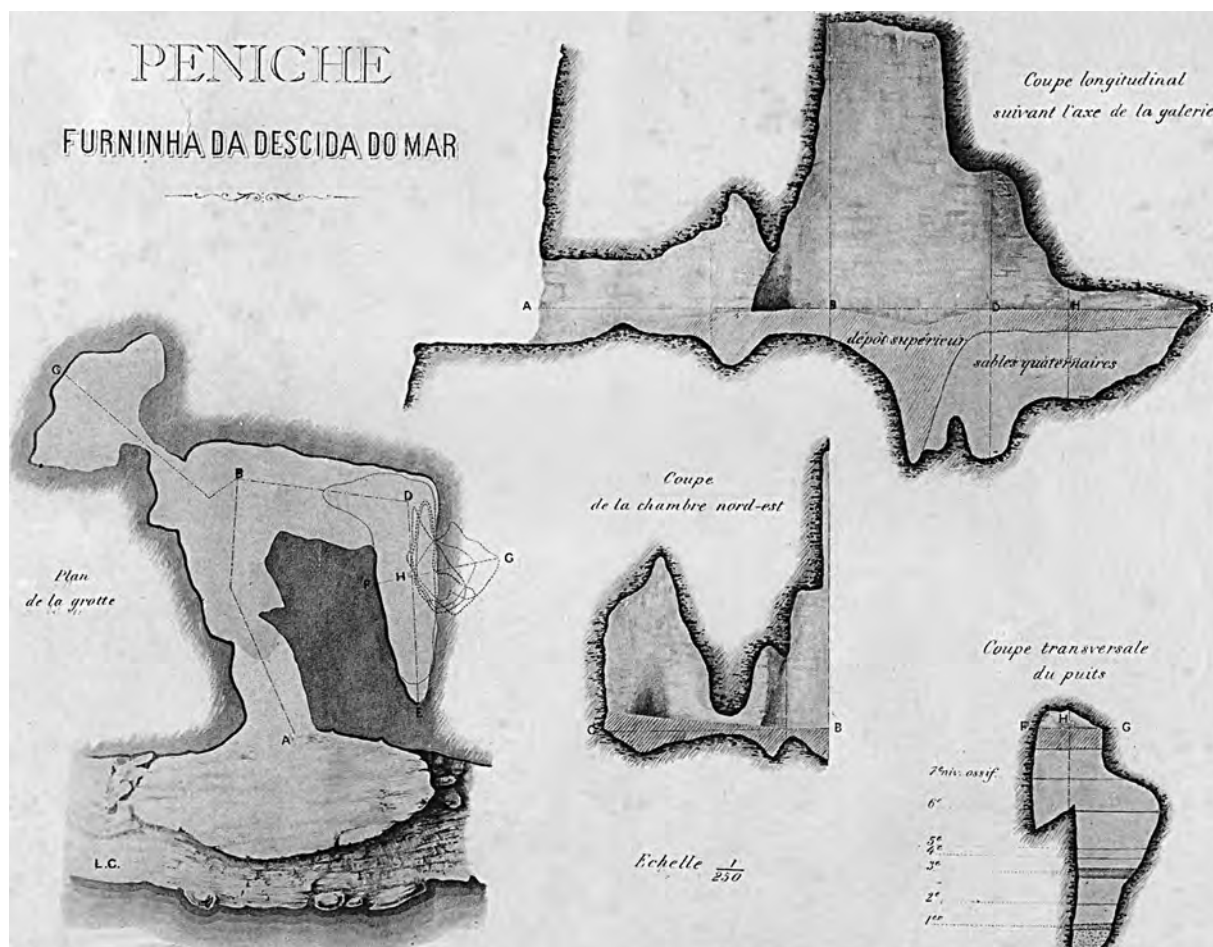 PENICHE
FURNINHA DA DESCIDA DO MAR
Coupe longitudinal
suivant l'axe de la galerie
A
B
D
H
E
dépôt supérieur
sables quaternaires
G
B
D
G
F
H
E
A
Plan
de la grotte
L.C.
Coupe
de la chambre nord-est
C
B
Echelle 1/250
Coupe transversale
du puits
F
H
G
7e niv. ossif.
6e
5e
4e
3e
2e
1er